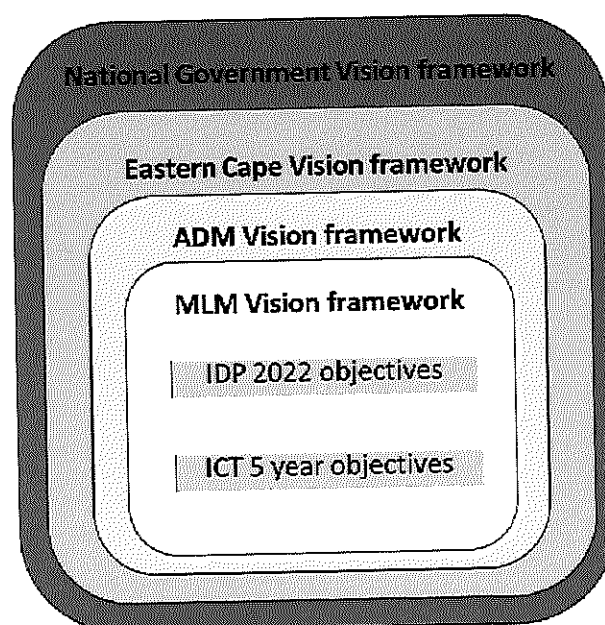 National Government Vision framework
Eastern Cape Vision framework
ADM Vision framework
MLM Vision framework
IDP 2022 objectives
ICT 5 year objectives